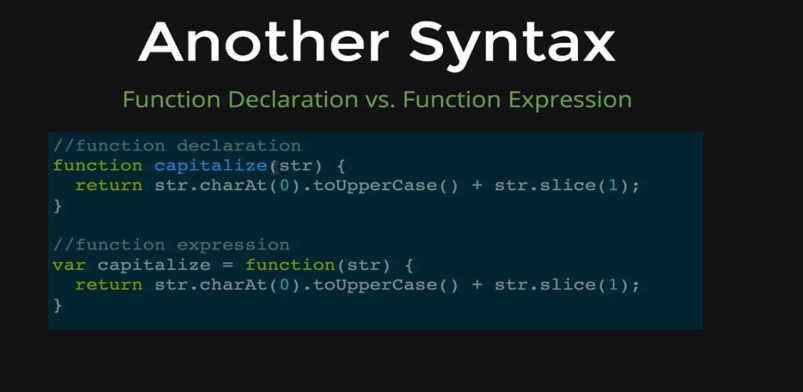 Another Syntax
Function Declaration vs. Function Expression
//function declaration
function capitalize(str) {
  return str.charAt(0).toUpperCase() + str.slice(1);
}
//function expression
var capitalize = function(str) {
  return str.charAt(0).toUpperCase() + str.slice(1);
}